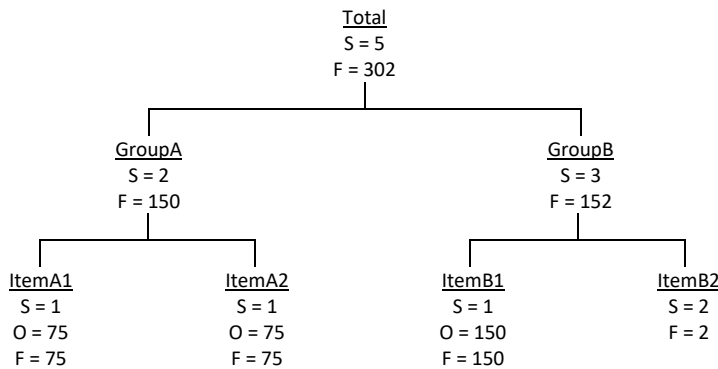 Total
S = 5
F = 302
GroupA
S = 2
F = 150
GroupB
S = 3
F = 152
ItemA1
S = 1
O = 75
F = 75
ItemA2
S = 1
O = 75
F = 75
ItemB1
S = 1
O = 150
F = 150
ItemB2
S = 2
F = 2